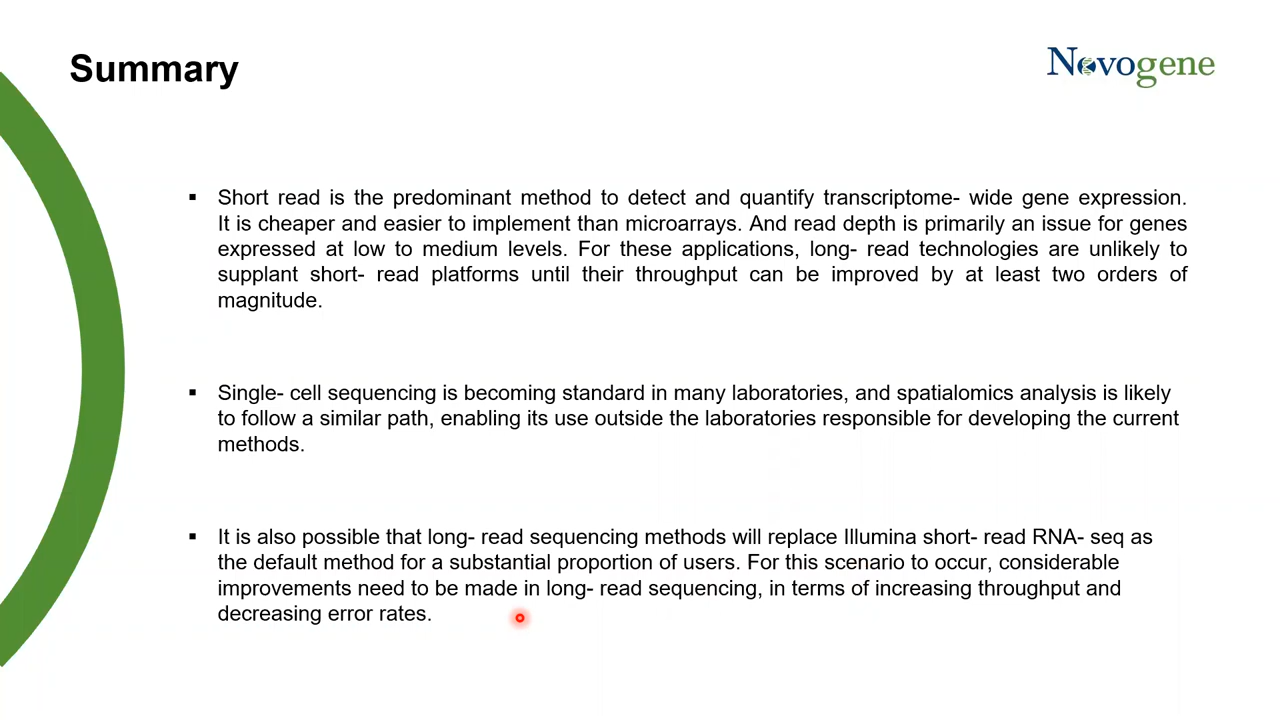 Summary
Novogene
▪ Short read is the predominant method to detect and quantify transcriptome- wide gene expression.
It is cheaper and easier to implement than microarrays. And read depth is primarily an issue for genes
expressed at low to medium levels. For these applications, long- read technologies are unlikely to
supplant short- read platforms until their throughput can be improved by at least two orders of
magnitude.
▪ Single- cell sequencing is becoming standard in many laboratories, and spatialomics analysis is likely
to follow a similar path, enabling its use outside the laboratories responsible for developing the current
methods.
▪ It is also possible that long- read sequencing methods will replace Illumina short- read RNA- seq as
the default method for a substantial proportion of users. For this scenario to occur, considerable
improvements need to be made in long- read sequencing, in terms of increasing throughput and
decreasing error rates.